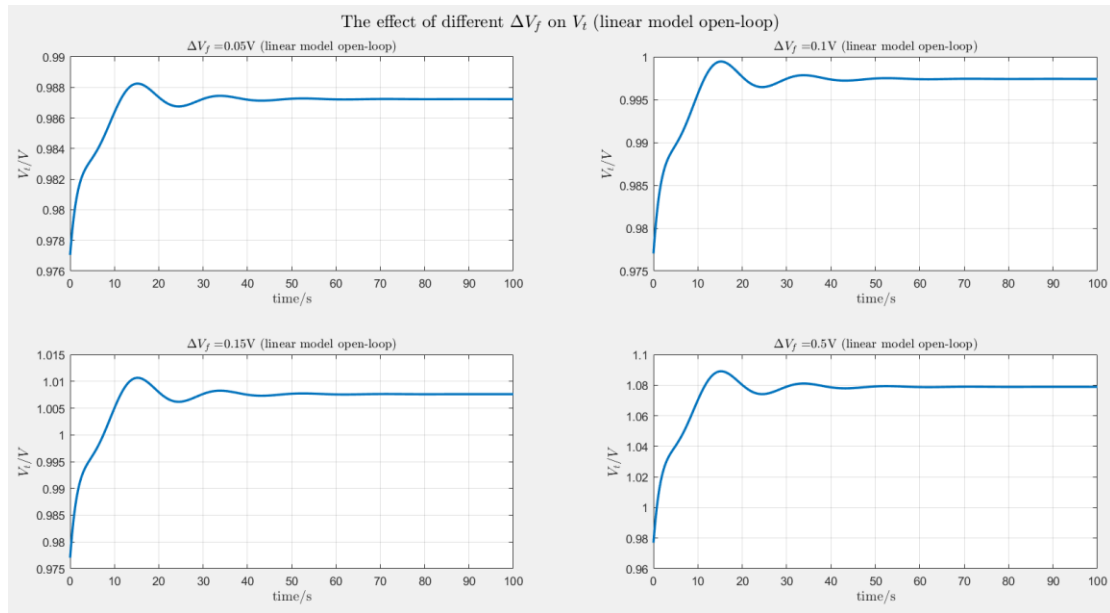 The effect of different ΔV_f on V_t (linear model open-loop)
ΔV_f =0.05V (linear model open-loop)
0.99
0.988
0.986
0.984
0.982
0.98
0.978
0.976
V_t/V
0 10 20 30 40 50 60 70 80 90 100
time/s
ΔV_f =0.1V (linear model open-loop)
1
0.995
0.99
0.985
0.98
0.975
V_t/V
0 10 20 30 40 50 60 70 80 90 100
time/s
ΔV_f =0.15V (linear model open-loop)
1.015
1.01
1.005
1
0.995
0.99
0.985
0.98
0.975
V_t/V
0 10 20 30 40 50 60 70 80 90 100
time/s
ΔV_f =0.5V (linear model open-loop)
1.1
1.08
1.06
1.04
1.02
1
0.98
0.96
V_t/V
0 10 20 30 40 50 60 70 80 90 100
time/s